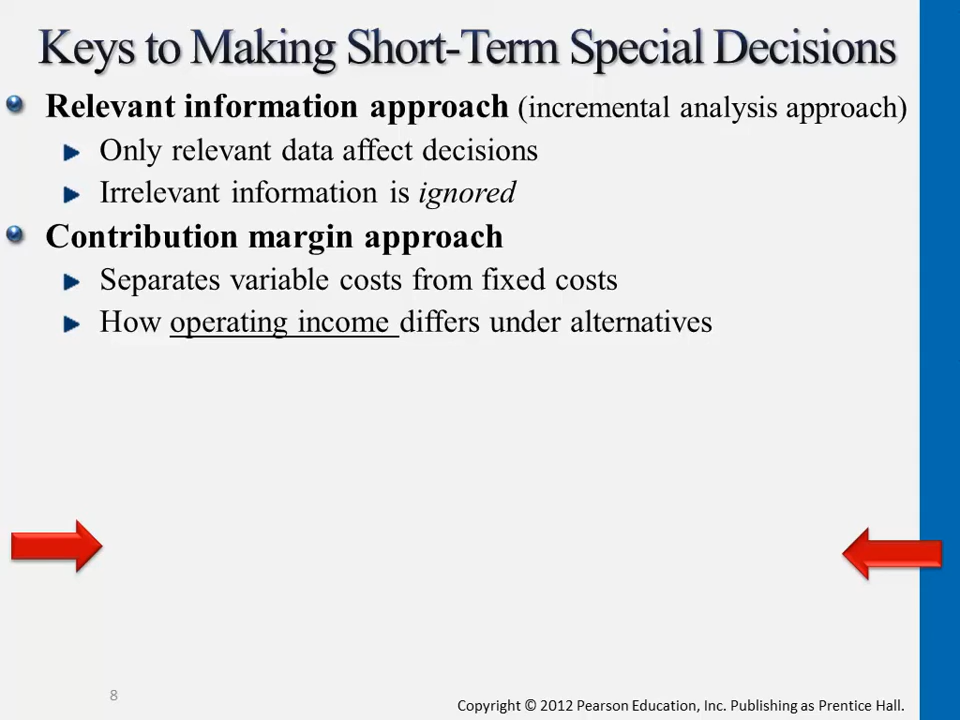 Keys to Making Short-Term Special Decisions
Relevant information approach (incremental analysis approach)
Only relevant data affect decisions
Irrelevant information is ignored
Contribution margin approach
Separates variable costs from fixed costs
How operating income differs under alternatives
8
Copyright © 2012 Pearson Education, Inc. Publishing as Prentice Hall.